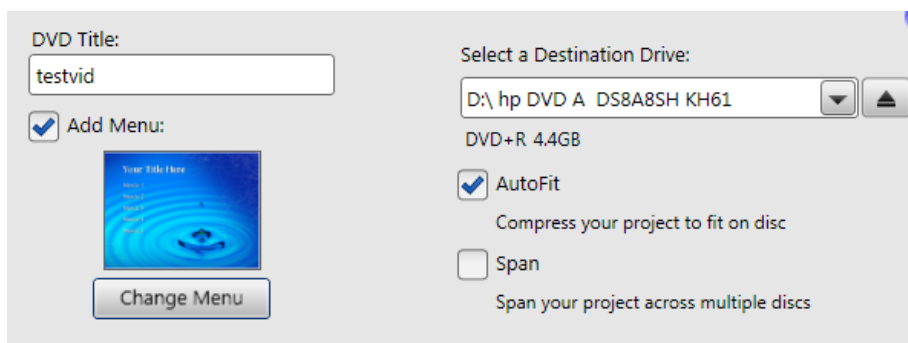 DVD Title:
testvid
Add Menu:
Your Title Here
Change Menu
Select a Destination Drive:
D:\ hp DVD A  DS8A8SH KH61
DVD+R 4.4GB
AutoFit
Compress your project to fit on disc
Span
Span your project across multiple discs